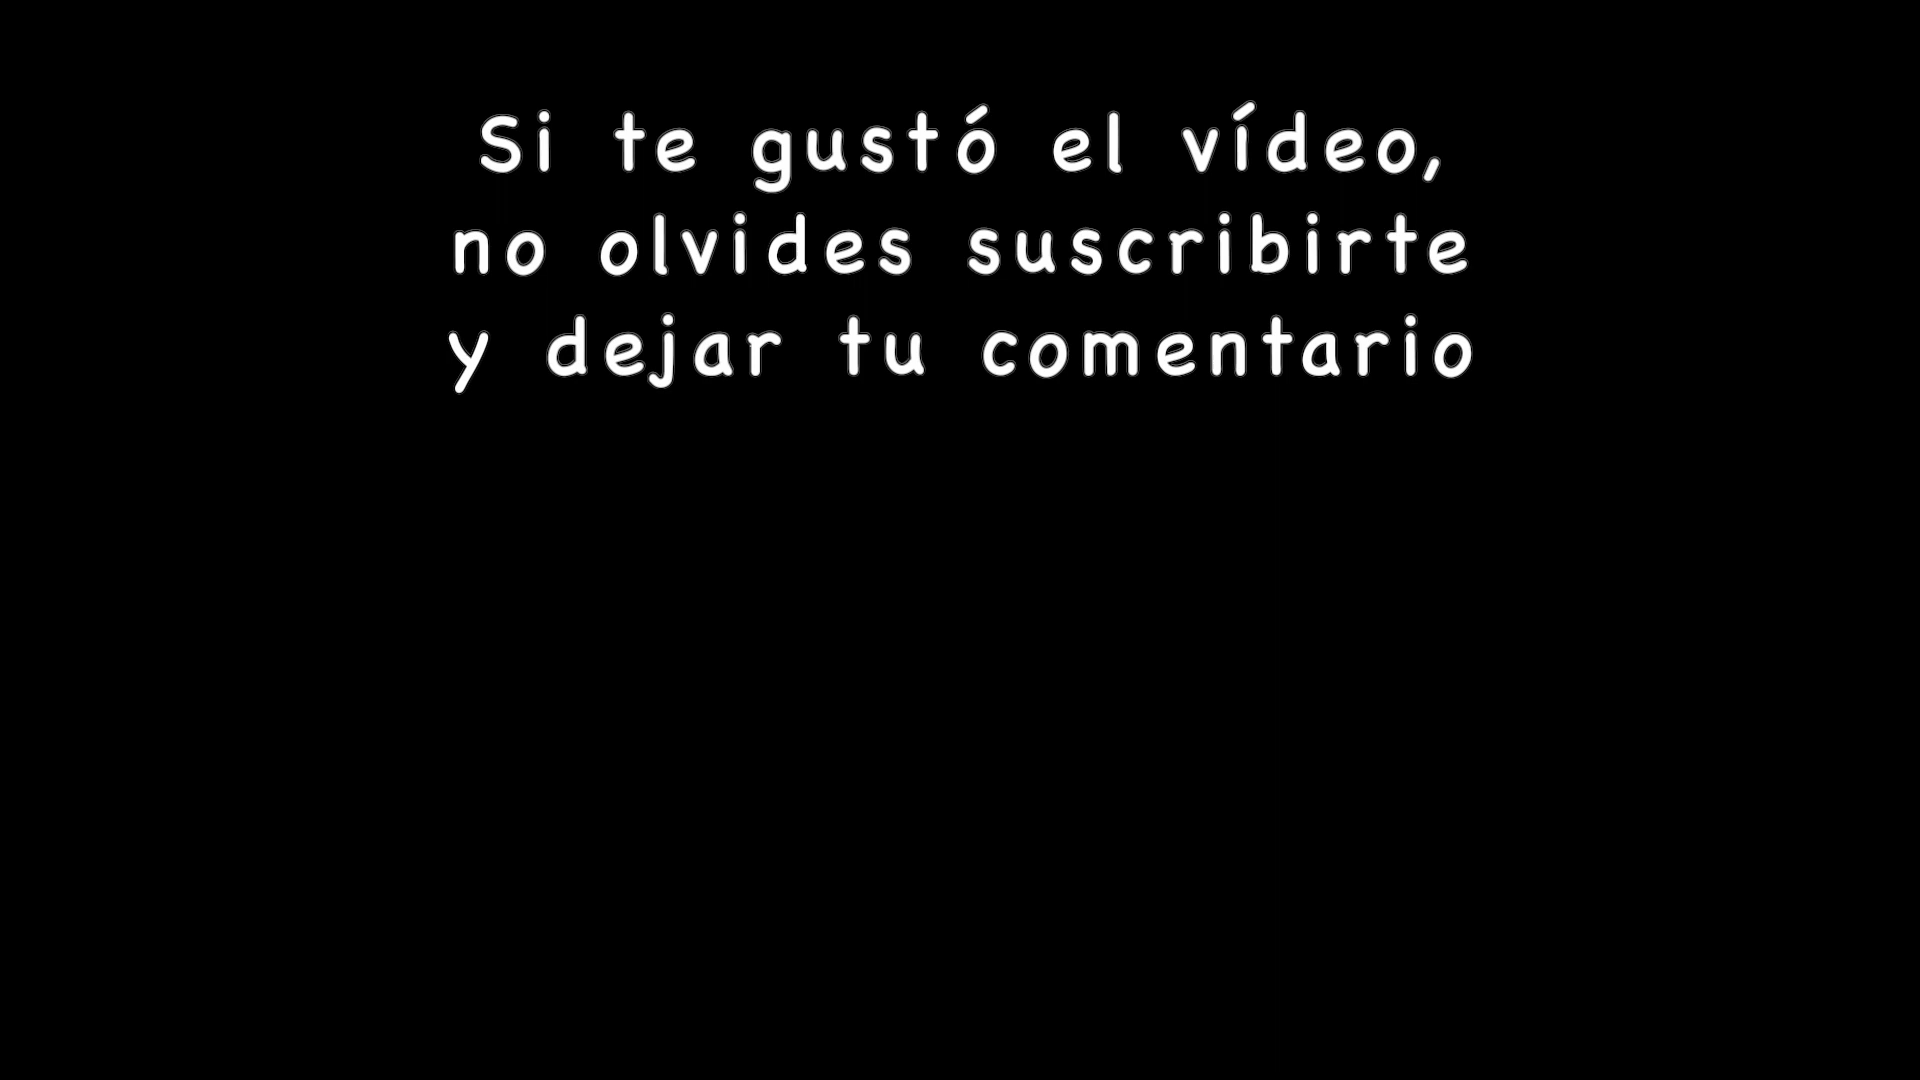 Si te gustó el vídeo,
no olvides suscribirte
y dejar tu comentario